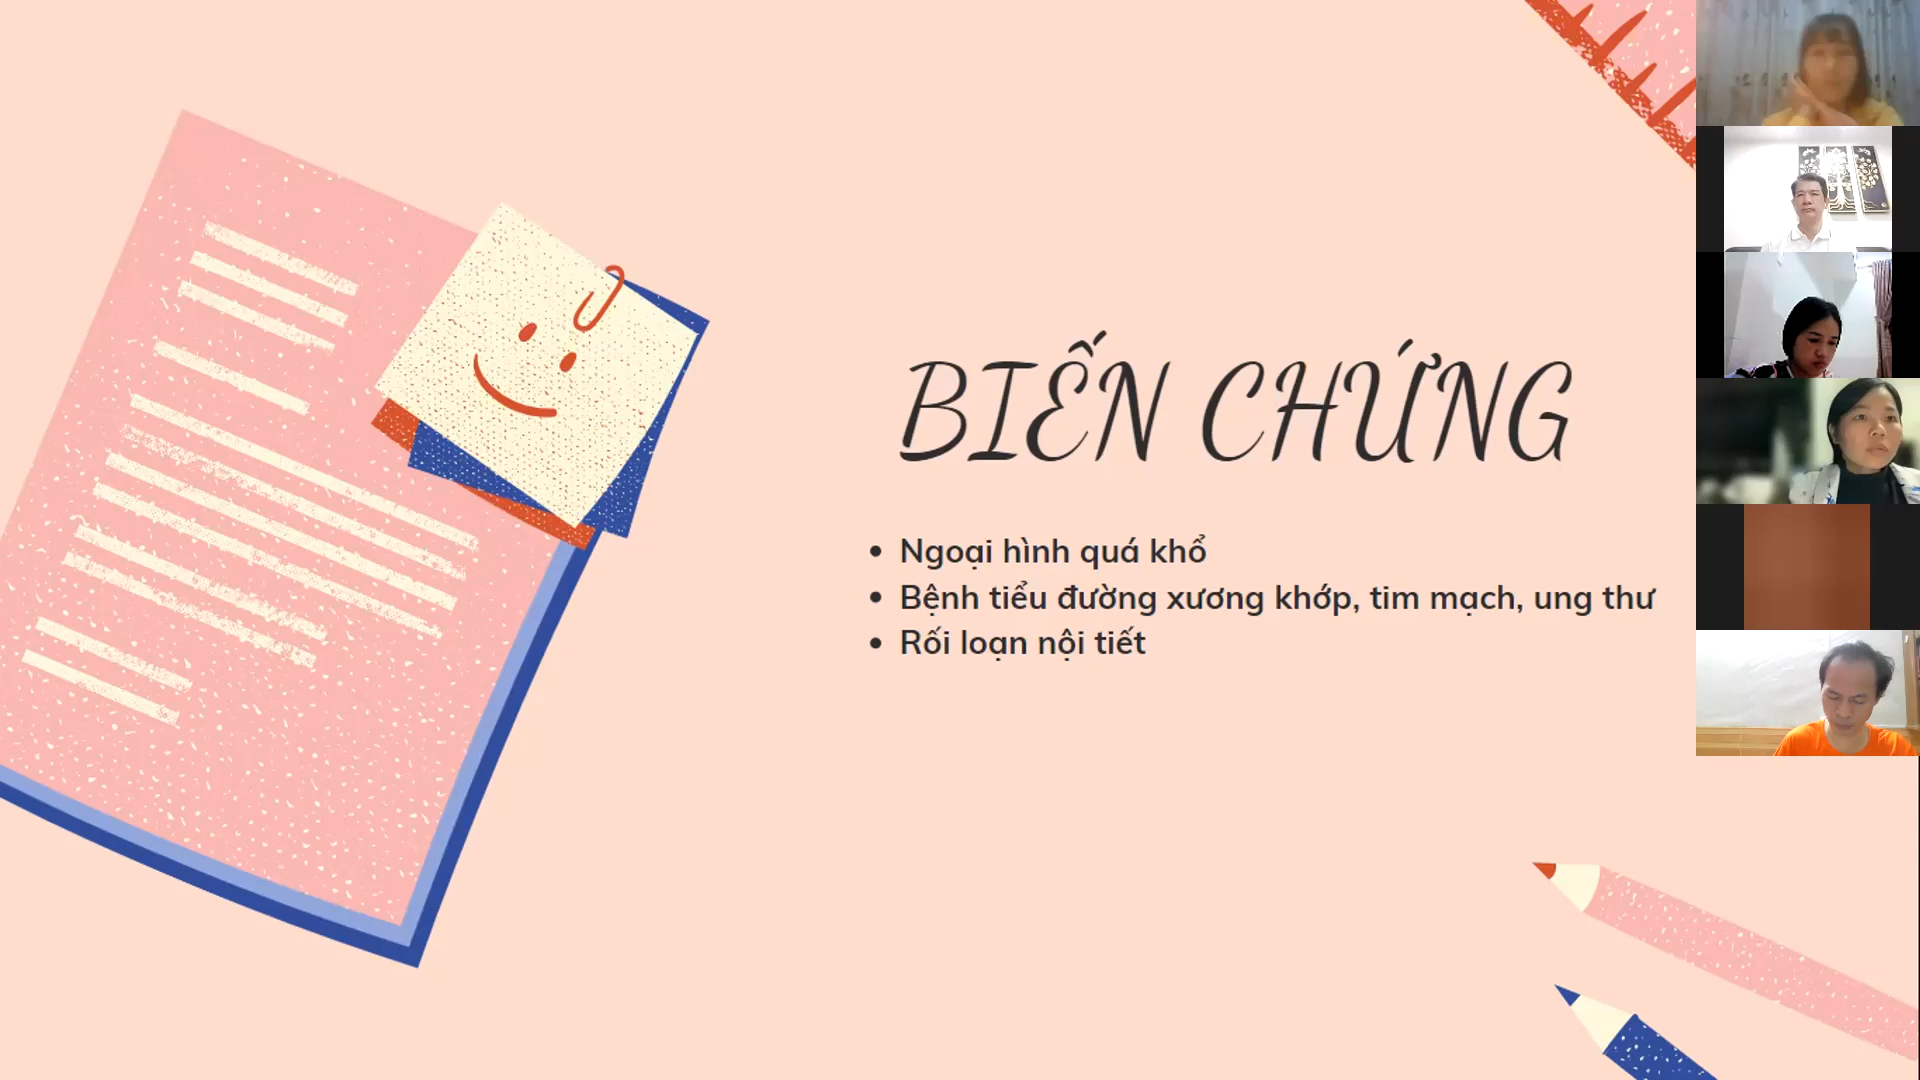 BIẾN CHỨNG
Ngoại hình quá khổ
Bệnh tiểu đường xương khớp, tim mạch, ung thư
Rối loạn nội tiết